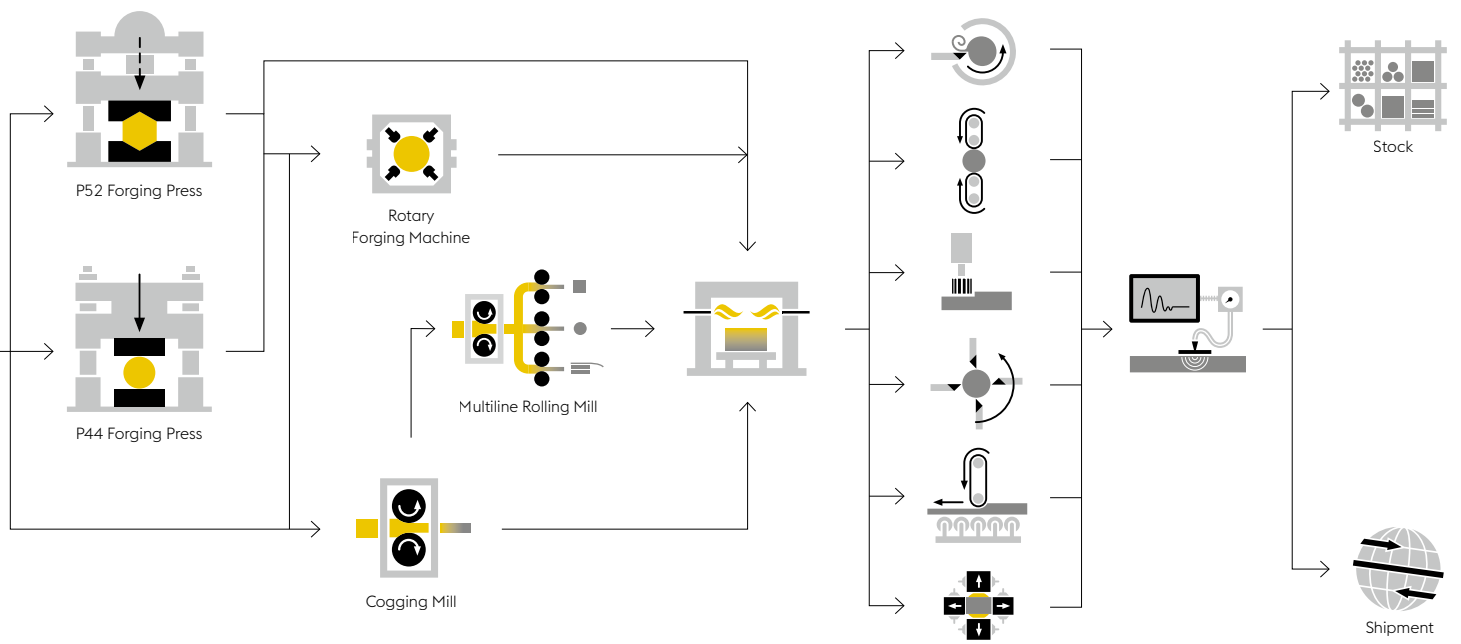 P52 Forging Press
Stock
Rotary
Forging Machine
Multiline Rolling Mill
P44 Forging Press
Cogging Mill
Shipment